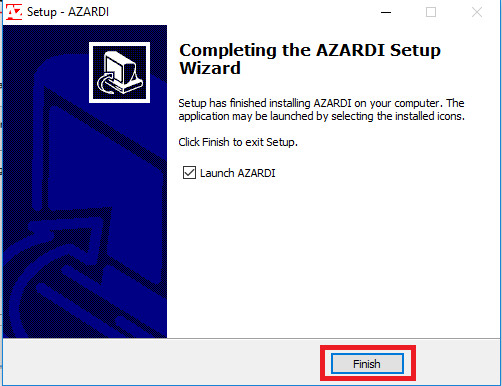 Setup - AZARDI
Completing the AZARDI Setup
Wizard
Setup has finished installing AZARDI on your computer. The
application may be launched by selecting the installed icons.
Click Finish to exit Setup.
Launch AZARDI
Finish